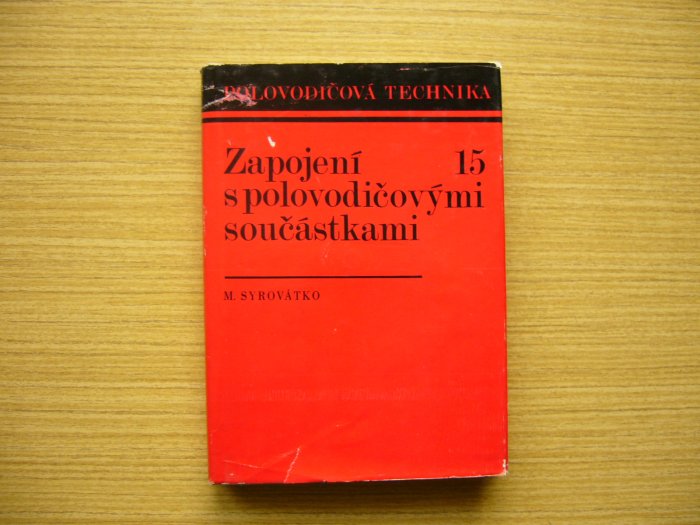 POLOVODIČOVÁ TECHNIKA
Zapojení 15
s polovodičovými
součástkami
M. SYROVÁTKO